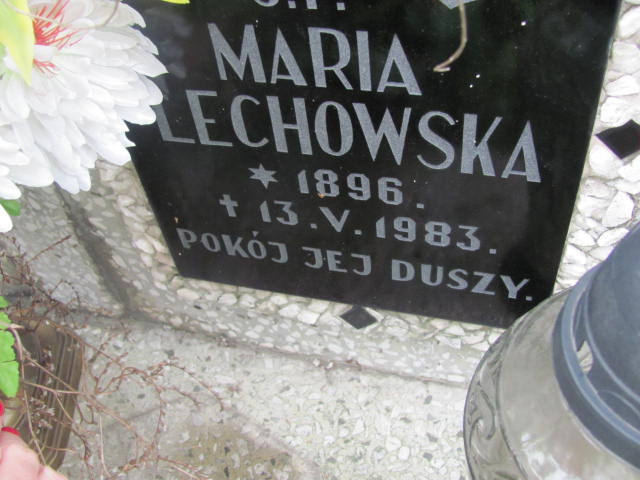 Ś.P.
MARIA
LECHOWSKA
* 1896.
✝ 13.V.1983.
POKÓJ JEJ DUSZY.